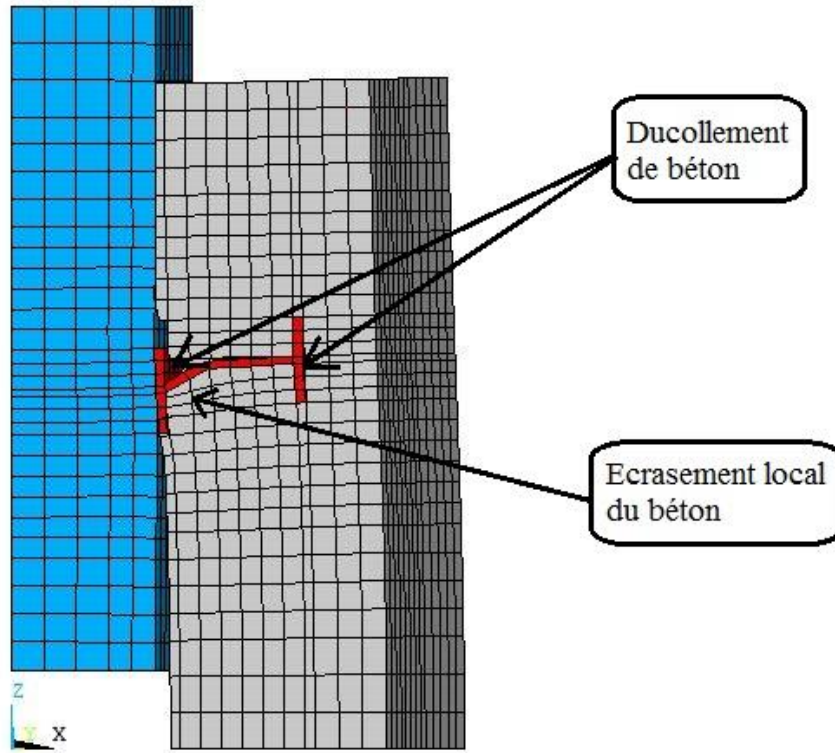 Ducollement
de béton
Ecrasement local
du béton
Z
Y
X